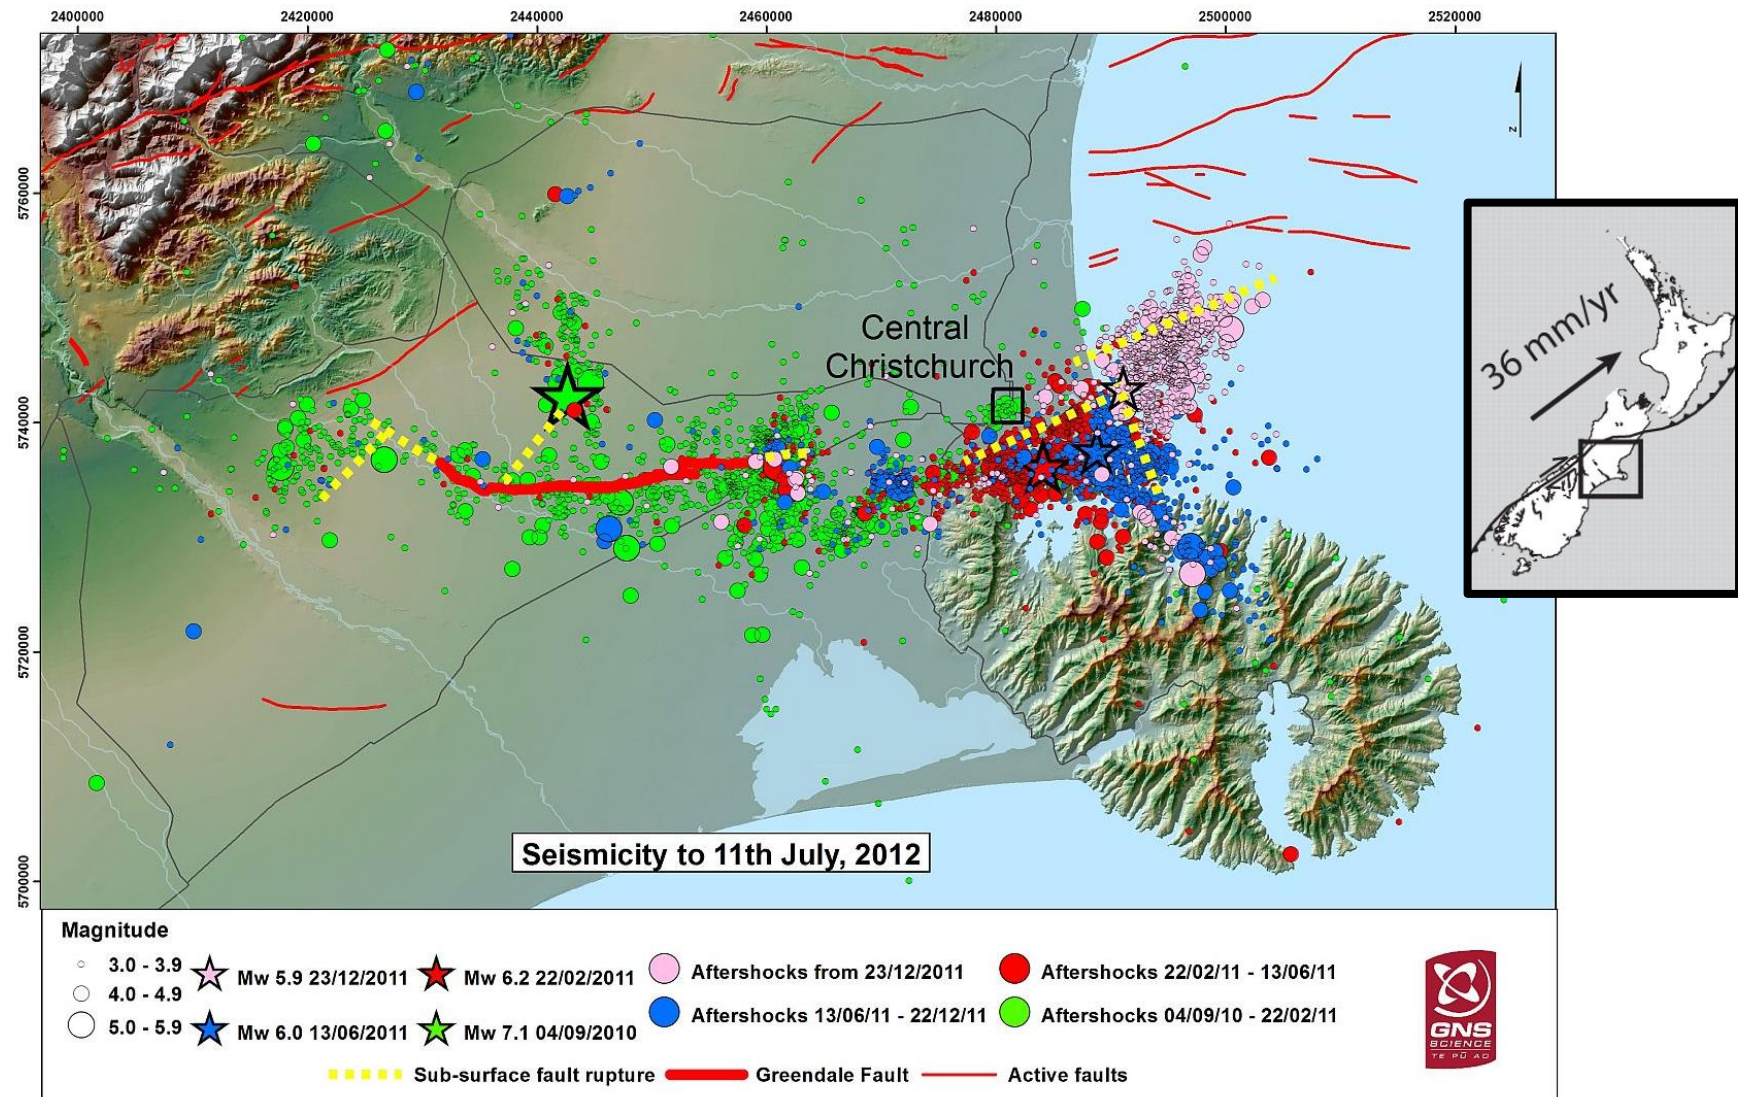 2400000
2420000
2440000
2460000
2480000
2500000
2520000
5760000
5740000
5720000
5700000
z
Central
Christchurch
36 mm/yr
Seismicity to 11th July, 2012
Magnitude
3.0 - 3.9
4.0 - 4.9
5.0 - 5.9
Mw 5.9 23/12/2011
Mw 6.0 13/06/2011
Mw 6.2 22/02/2011
Mw 7.1 04/09/2010
Aftershocks from 23/12/2011
Aftershocks 13/06/11 - 22/12/11
Aftershocks 22/02/11 - 13/06/11
Aftershocks 04/09/10 - 22/02/11
Sub-surface fault rupture
Greendale Fault
Active faults
GNS
SCIENCE
TE PŪ AO